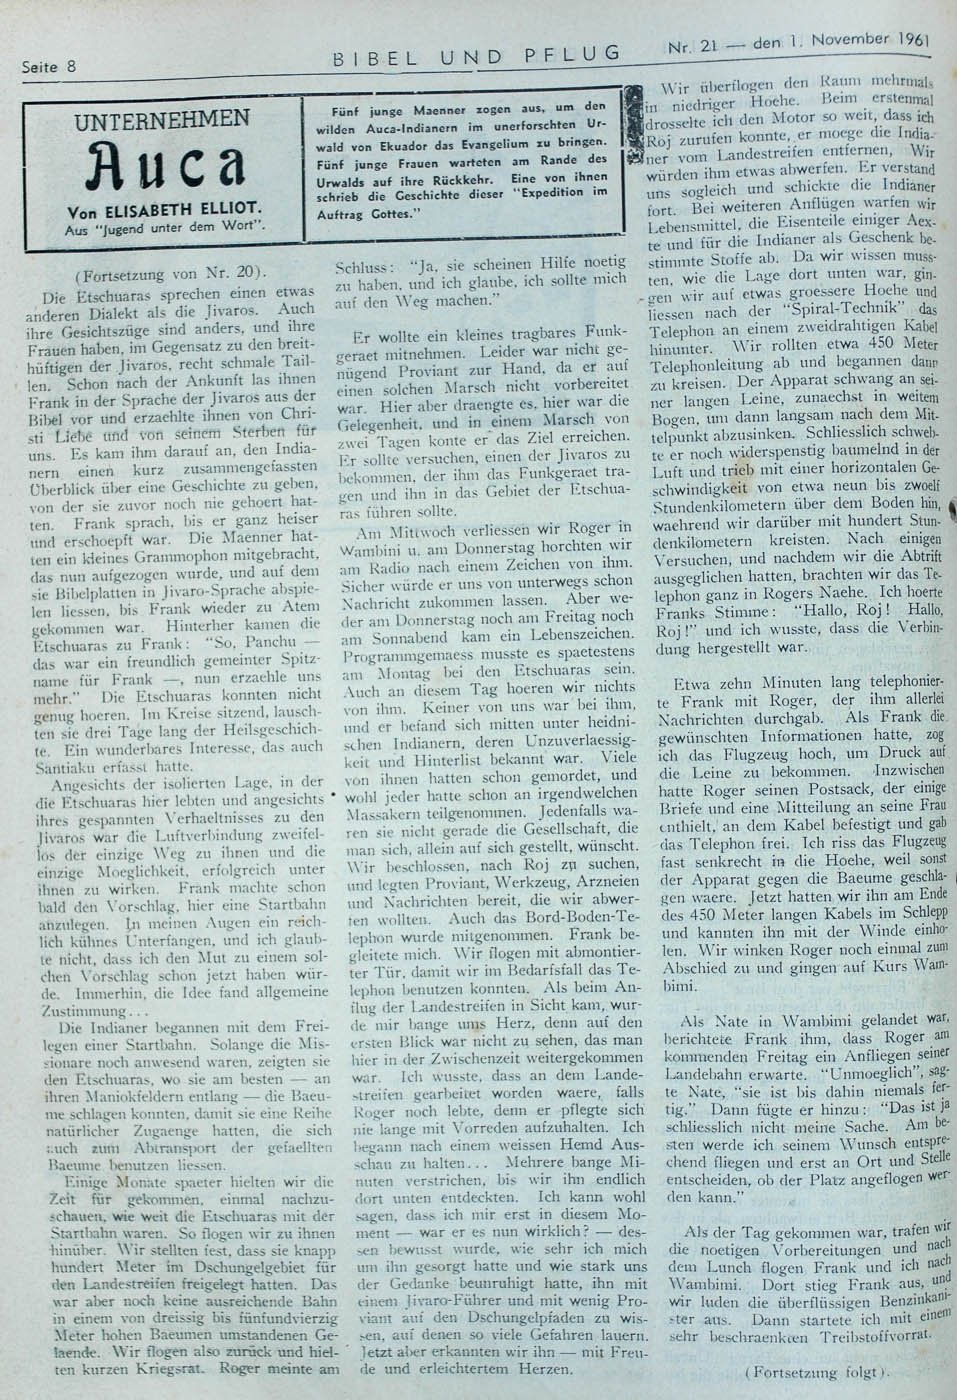 Seite 8
BIBEL UND PFLUG
Nr. 21 — den 1. November 1961
UNTERNEHMEN
Auca
Von ELISABETH ELLIOT.
Aus "Jugend unter dem Wort".
Fünf junge Maenner zogen aus, um den
wilden Auca-Indianern im unerforschten Ur-
wald von Ekuador das Evangelium zu bringen.
Fünf junge Frauen warteten am Rande des
Urwalds auf ihre Rückkehr. Eine von ihnen
schrieb die Geschichte dieser "Expedition im
Auftrag Gottes."
(Fortsetzung von Nr. 20).
Die Etschuaras sprechen einen etwas
anderen Dialekt als die Jivaros. Auch
ihre Gesichtszüge sind anders, und ihre
Frauen haben, im Gegensatz zu den breit-
hüftigen der Jivaros, recht schmale Tail-
len. Schon nach der Ankunft las ihnen
Frank in der Sprache der Jivaros aus der
Bibel vor und erzaehlte ihnen von Chri-
sti Liebe und von seinem Sterben für
uns. Es kam ihm darauf an, den India-
nern einen kurz zusammengefassten
Überblick über eine Geschichte zu geben,
von der sie zuvor noch nie gehoert hat-
ten. Frank sprach, bis er ganz heiser
und erschoepft war. Die Maenner hat-
ten ein kleines Grammophon mitgebracht,
das nun aufgezogen wurde, und auf dem
sie Bibelplatten in Jivaro-Sprache abspie-
len liessen, bis Frank wieder zu Atem
gekommen war. Hinterher kamen die
Etschuaras zu Frank: "So, Panchu —
das war ein freundlich gemeinter Spitz-
name für Frank —, nun erzaehle uns
mehr." Die Etschuaras konnten nicht
genug hoeren. Im Kreise sitzend, lausch-
ten sie drei Tage lang der Heilsgeschich-
te. Ein wunderbares Interesse, das auch
Santiaku erfasst hatte.
Angesichts der isolierten Lage, in der
die Etschuaras hier lebten und angesichts
ihres gespannten Verhaeltnisses zu den
Jivaros war die Luftverbindung zweifel-
los der einzige Weg zu ihnen und die
einzige Moeglichkeit, erfolgreich unter
ihnen zu wirken. Frank machte schon
bald den Vorschlag, hier eine Startbahn
anzulegen. In meinen Augen ein reich-
lich kühnes Unterfangen, und ich glaub-
te nicht, dass ich den Mut zu einem sol-
chen Vorschlag schon jetzt haben wür-
de. Immerhin, die Idee fand allgemeine
Zustimmung...
Die Indianer begannen mit dem Frei-
legen einer Startbahn. Solange die Mis-
sionare noch anwesend waren, zeigten sie
den Etschuaras, wo sie am besten — an
ihren Maniokfeldern entlang — die Baeu-
me schlagen konnten, damit sie eine Reihe
natürlicher Zugaenge hatten, die sich
auch zum Abtransport der gefaellten
Baeume benutzen liessen.
Einige Monate spaeter hielten wir die
Zeit für gekommen, einmal nachzu-
schauen, wie weit die Etschuaras mit der
Startbahn waren. So flogen wir zu ihnen
hinüber. Wir stellten fest, dass sie knapp
hundert Meter im Dschungelgebiet für
den Landestreifen freigelegt hatten. Das
war aber noch keine ausreichende Bahn
in einem von dreissig bis fünfundvierzig
Meter hohen Baeumen umstandenen Ge-
laende. Wir flogen also zurück und hiel-
ten kurzen Kriegsrat. Roger meinte am
Schluss: "Ja, sie scheinen Hilfe noetig
zu haben, und ich glaube, ich sollte mich
auf den Weg machen."
Er wollte ein kleines tragbares Funk-
geraet mitnehmen. Leider war nicht ge-
nügend Proviant zur Hand, da er auf
einen solchen Marsch nicht vorbereitet
war. Hier aber draengte es, hier war die
Gelegenheit, und in einem Marsch von
zwei Tagen konte er das Ziel erreichen.
Er sollte versuchen, einen der Jivaros zu
bekommen, der ihm das Funkgeraet tra-
gen und ihn in das Gebiet der Etschua-
ras führen sollte.
Am Mittwoch verliessen wir Roger in
Wambini u. am Donnerstag horchten wir
am Radio nach einem Zeichen von ihm.
Sicher würde er uns von unterwegs schon
Nachricht zukommen lassen. Aber we-
der am Donnerstag noch am Freitag noch
am Sonnabend kam ein Lebenszeichen.
Programmgemaess musste es spaetestens
am Montag bei den Etschuaras sein.
Auch an diesem Tag hoeren wir nichts
von ihm. Keiner von uns war bei ihm,
und er befand sich mitten unter heidni-
schen Indianern, deren Unzuverlaessig-
keit und Hinterlist bekannt war. Viele
von ihnen hatten schon gemordet, und
wohl jeder hatte schon an irgendwelchen
Massakern teilgenommen. Jedenfalls wa-
ren sie nicht gerade die Gesellschaft, die
man sich, allein auf sich gestellt, wünscht.
Wir beschlossen, nach Roj zu suchen,
und legten Proviant, Werkzeug, Arzneien
und Nachrichten bereit, die wir abwer-
ten wollten. Auch das Bord-Boden-Te-
lephon wurde mitgenommen. Frank be-
gleitete mich. Wir flogen mit abmontier-
ter Tür, damit wir im Bedarfsfall das Te-
lephon benutzen konnten. Als beim An-
flug der Landestreifen in Sicht kam, wur-
de mir bange ums Herz, denn auf den
ersten Blick war nicht zu sehen, das man
hier in der Zwischenzeit weitergekommen
war. Ich wusste, dass an dem Lande-
streifen gearbeitet worden waere, falls
Roger noch lebte, denn er pflegte sich
nie lange mit Vorreden aufzuhalten. Ich
begann nach einem weissen Hemd Aus-
schau zu halten... Mehrere bange Mi-
nuten verstrichen, bis wir ihn endlich
dort unten entdeckten. Ich kann wohl
sagen, dass ich mir erst in diesem Mo-
ment — war er es nun wirklich? — des-
sen bewusst wurde, wie sehr ich mich
um ihn gesorgt hatte und wie stark uns
der Gedanke beunruhigt hatte, ihn mit
einem Jivaro-Führer und mit wenig Pro-
viant auf den Dschungelpfaden zu wis-
sen, auf denen so viele Gefahren lauern.
Jetzt aber erkannten wir ihn — mit Freu-
de und erleichtertem Herzen.
Wir überflogen den Raum mehrmals
in niedriger Hoehe. Beim erstenmal
drosselte ich den Motor so weit, dass ich
Roj zurufen konnte, er moege die India-
ner vom Landestreifen entfernen, Wir
würden ihm etwas abwerfen. Er verstand
uns sogleich und schickte die Indianer
fort. Bei weiteren Anflügen warfen wir
Lebensmittel, die Eisenteile einiger Aex-
te und für die Indianer als Geschenk be-
stimmte Stoffe ab. Da wir wissen muss-
ten, wie die Lage dort unten war, gin-
gen wir auf etwas groessere Hoehe und
liessen nach der "Spiral-Technik" das
Telephon an einem zweidrahtigen Kabel
hinunter. Wir rollten etwa 450 Meter
Telephonleitung ab und begannen dann
zu kreisen. Der Apparat schwang an sei-
ner langen Leine, zunaechst in weitem
Bogen, um dann langsam nach dem Mit-
telpunkt abzusinken. Schliesslich schweb-
te er noch widerspenstig baumelnd in der
Luft und trieb mit einer horizontalen Ge-
schwindigkeit von etwa neun bis zwoelf
Stundenkilometern über dem Boden hin,
waehrend wir darüber mit hundert Stun-
denkilometern kreisten. Nach einigen
Versuchen, und nachdem wir die Abtrift
ausgeglichen hatten, brachten wir das Te-
lephon ganz in Rogers Naehe. Ich hoerte
Franks Stimme: "Hallo, Roj! Hallo,
Roj!" und ich wusste, dass die Verbin-
dung hergestellt war.
Etwa zehn Minuten lang telephonier-
te Frank mit Roger, der ihm allerlei
Nachrichten durchgab. Als Frank die
gewünschten Informationen hatte, zog
ich das Flugzeug hoch, um Druck auf
die Leine zu bekommen. Inzwischen
hatte Roger seinen Postsack, der einige
Briefe und eine Mitteilung an seine Frau
enthielt, an dem Kabel befestigt und gab
das Telephon frei. Ich riss das Flugzeug
fast senkrecht in die Hoehe, weil sonst
der Apparat gegen die Baeume geschla-
gen waere. Jetzt hatten wir ihn am Ende
des 450 Meter langen Kabels im Schlepp
und kannten ihn mit der Winde einho-
len. Wir winken Roger noch einmal zum
Abschied zu und gingen auf Kurs Wam-
bimi.
Als Nate in Wambimi gelandet war,
berichtete Frank ihm, dass Roger am
kommenden Freitag ein Anfliegen seiner
Landebahn erwarte. "Unmoeglich", sag-
te Nate, "sie ist bis dahin niemals fer-
tig." Dann fügte er hinzu: "Das ist ja
schliesslich nicht meine Sache. Am be-
sten werde ich seinem Wunsch entspre-
chend fliegen und erst an Ort und Stelle
entscheiden, ob der Platz angeflogen wer-
den kann."
Als der Tag gekommen war, trafen wir
die noetigen Vorbereitungen und nach
dem Lunch flogen Frank und ich nach
Wambimi. Dort stieg Frank aus, und
wir luden die überflüssigen Benzinkani-
ster aus. Dann startete ich mit einem
sehr beschraenkten Treibstoffvorrat.
(Fortsetzung folgt).